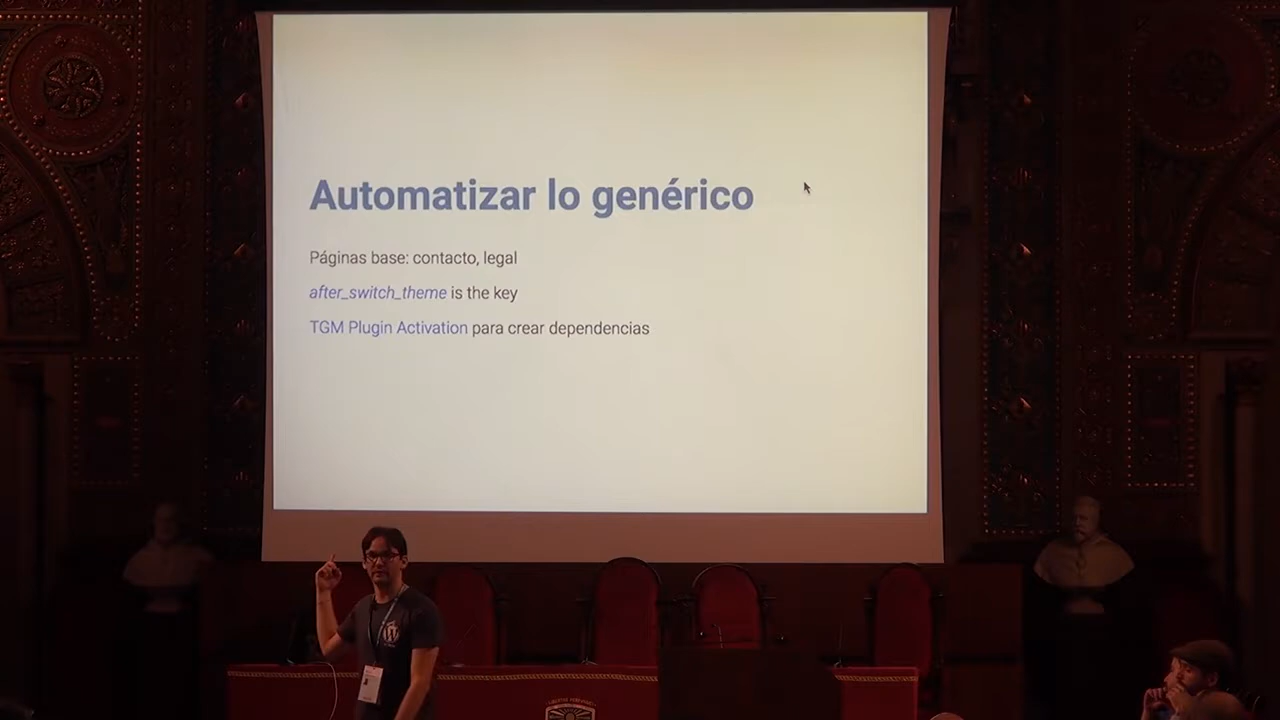 Automatizar lo genérico
Páginas base: contacto, legal
after_switch_theme is the key
TGM Plugin Activation para crear dependencias